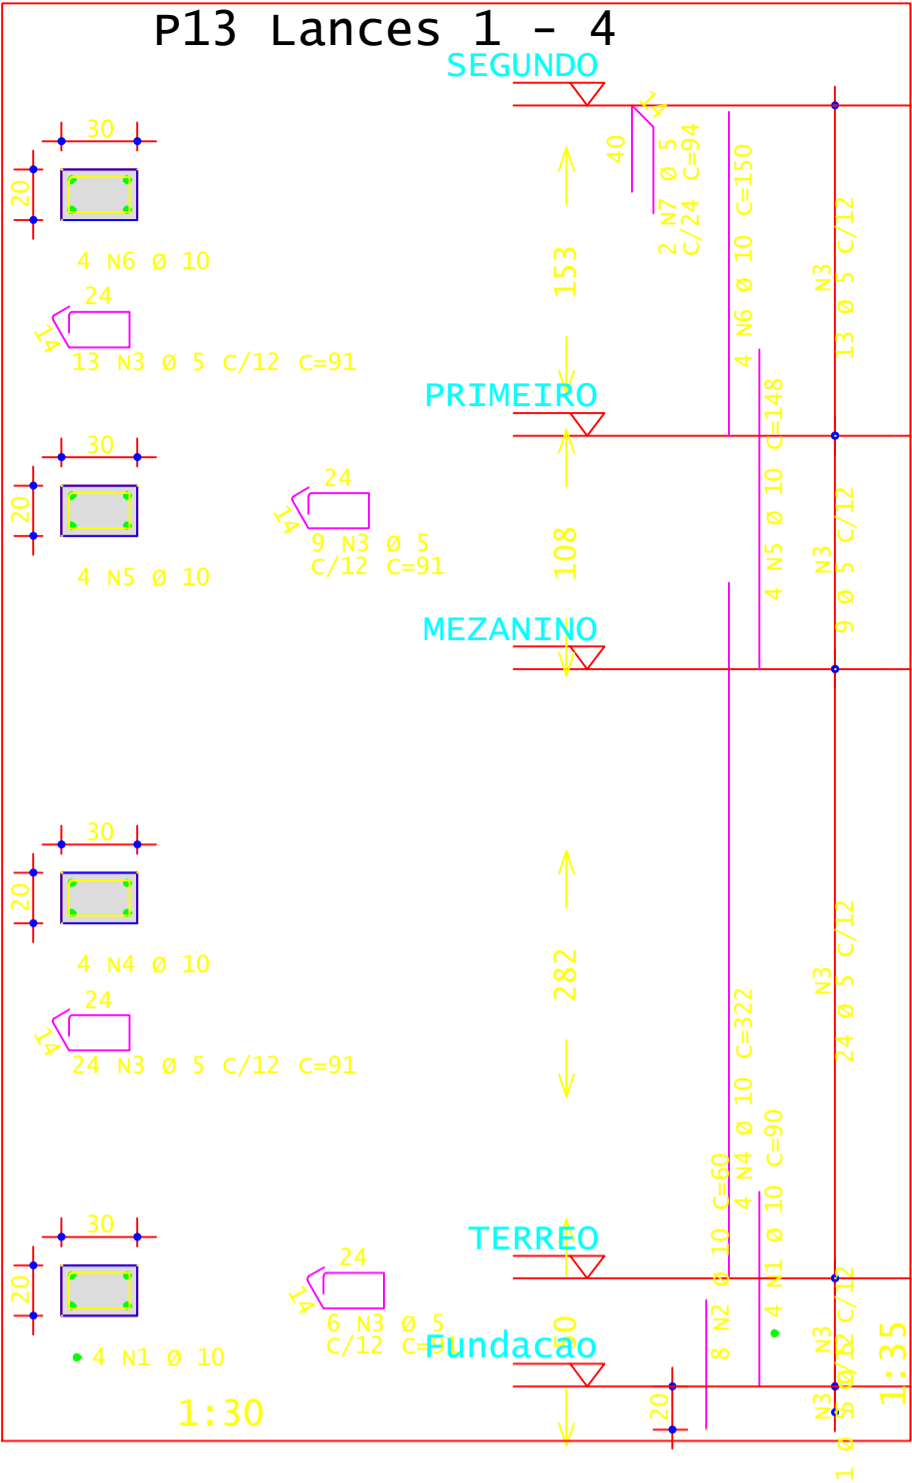 P13 Lances 1 - 4
SEGUNDO
30
20
4 N6 Ø 10
24
14
13 N3 Ø 5 C/12 C=91
14
40
2 N7 Ø 5
C/24 C=94
153
4 N6 Ø 10 C=150
N3
13 Ø 5 C/12
PRIMEIRO
30
20
4 N5 Ø 10
24
14
9 N3 Ø 5
C/12 C=91
108
4 N5 Ø 10 C=148
N3
9 Ø 5 C/12
MEZANINO
30
20
4 N4 Ø 10
24
14
24 N3 Ø 5 C/12 C=91
282
4 N4 Ø 10 C=322
N3
24 Ø 5 C/12
TERREO
30
20
4 N1 Ø 10
24
14
6 N3 Ø 5
C/12 C=91
50
8 N2 Ø 10 C=60
4 N1 Ø 10 C=90
N3
Fundacao
20
N3
1:30
1:35